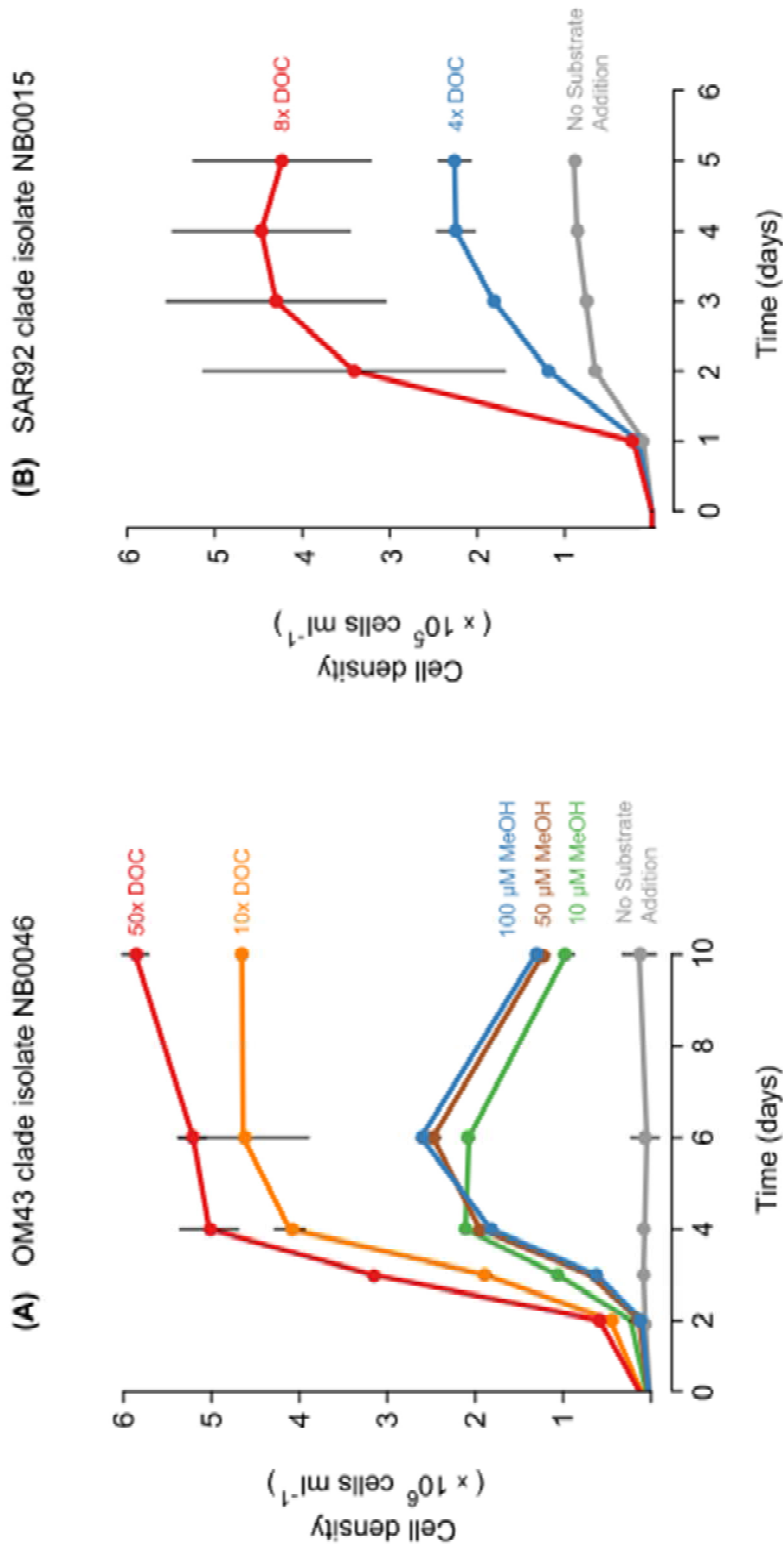 (A) OM43 clade isolate NB0046
Cell density
( × 10⁶ cells ml⁻¹)
6
5
4
3
2
1
50x DOC
10x DOC
100 µM MeOH
50 µM MeOH
10 µM MeOH
No Substrate
Addition
0 2 4 6 8 10
Time (days)
(B) SAR92 clade isolate NB0015
Cell density
( × 10⁵ cells ml⁻¹)
6
5
4
3
2
1
8x DOC
4x DOC
No Substrate
Addition
0 1 2 3 4 5 6
Time (days)